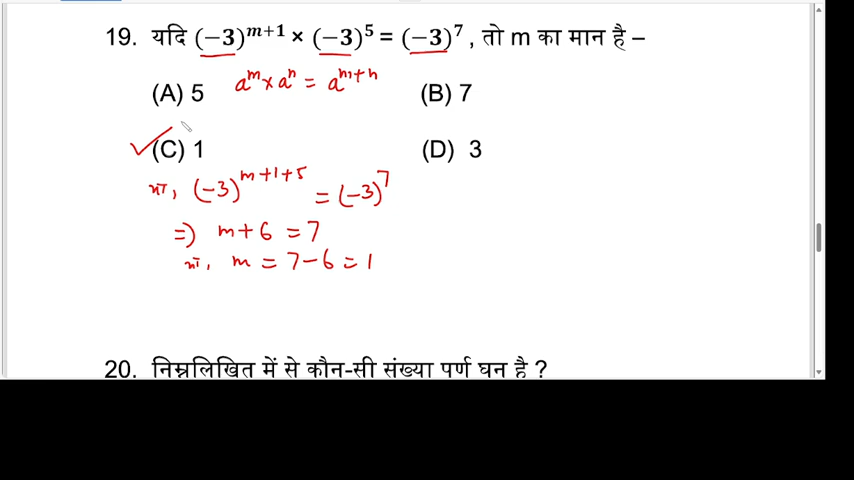 19. यदि (−3)^{m+1} × (−3)^5 = (−3)^7 , तो m का मान है –
a^m × a^n = a^{m+n}
(A) 5 (B) 7
(C) 1 (D) 3
या, (−3)^{m+1+5} = (−3)^7
⇒ m + 6 = 7
या, m = 7 − 6 = 1
20. निम्नलिखित में से कौन-सी संख्या पर्ण घन है ?